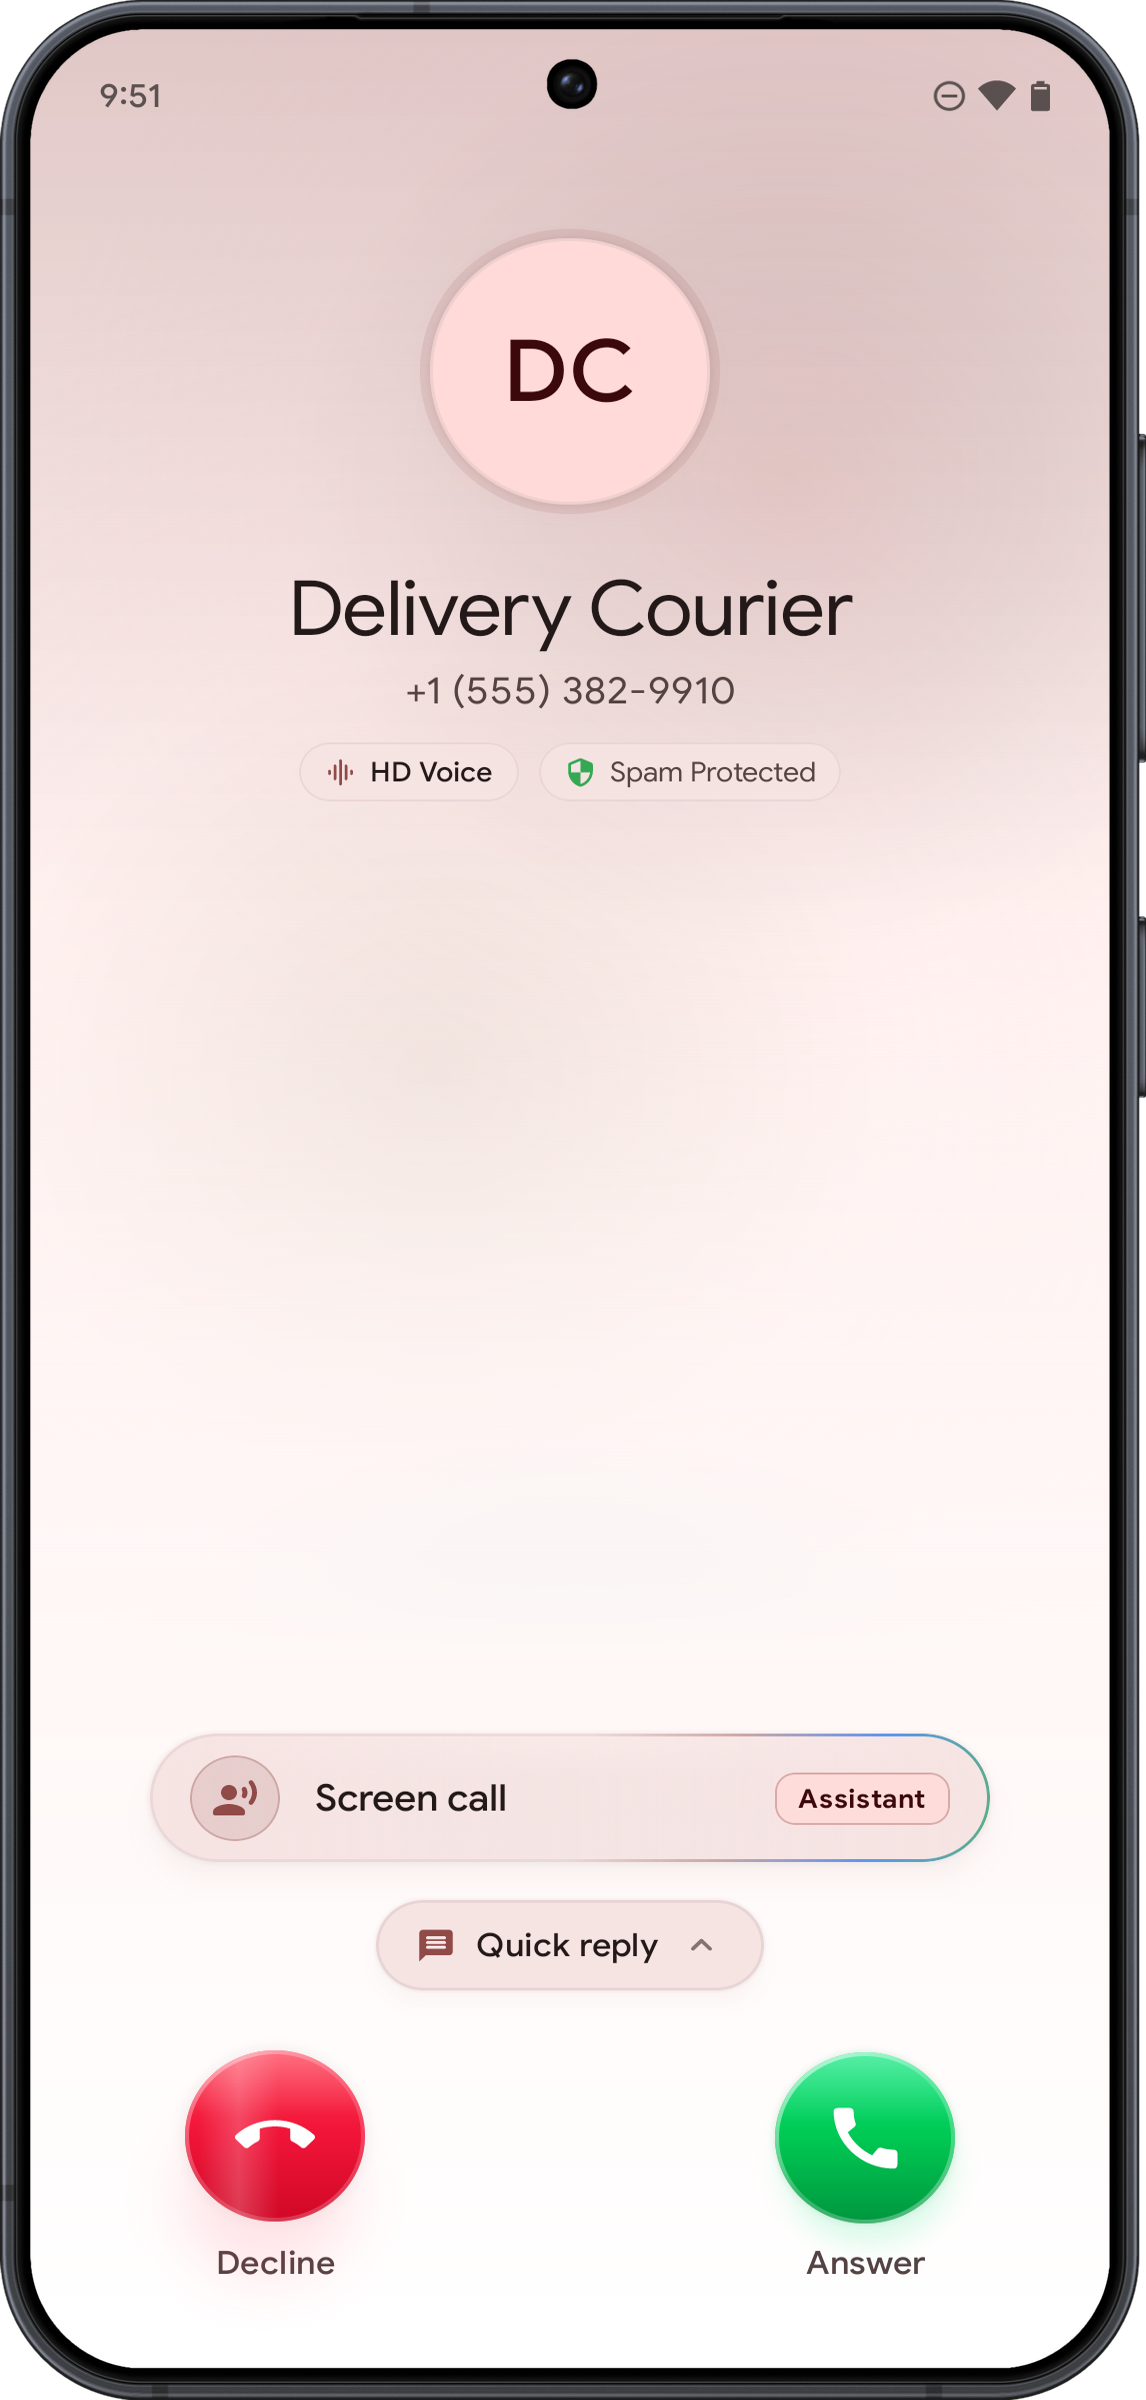 9:51
DC
Delivery Courier
+1 (555) 382-9910
HD Voice
Spam Protected
Screen call
Assistant
Quick reply
Decline
Answer